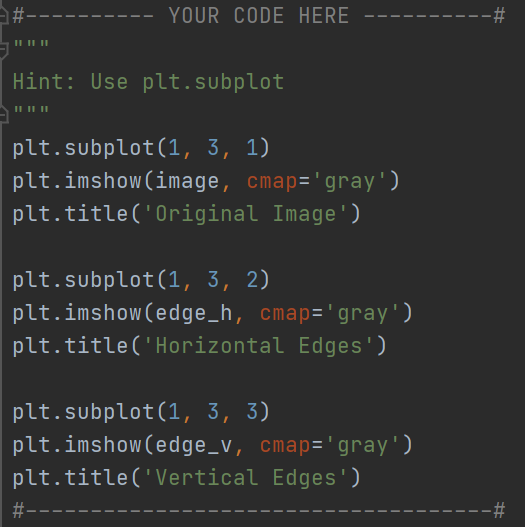 #---------- YOUR CODE HERE ----------#
"""
Hint: Use plt.subplot
"""
plt.subplot(1, 3, 1)
plt.imshow(image, cmap='gray')
plt.title('Original Image')
plt.subplot(1, 3, 2)
plt.imshow(edge_h, cmap='gray')
plt.title('Horizontal Edges')
plt.subplot(1, 3, 3)
plt.imshow(edge_v, cmap='gray')
plt.title('Vertical Edges')
#------------------------------------#